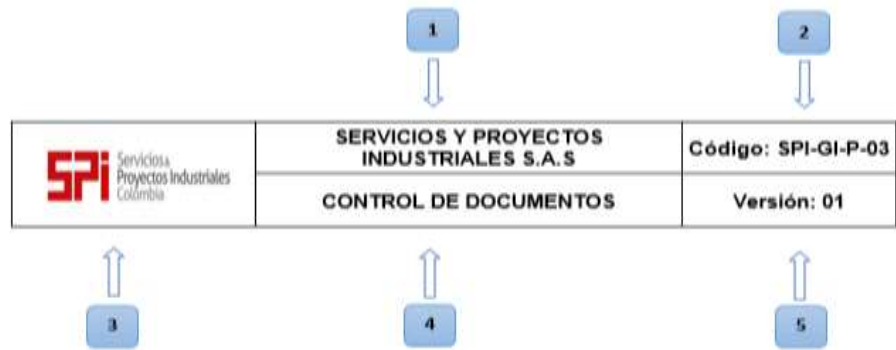 1
2
SERVICIOS Y PROYECTOS
INDUSTRIALES S.A.S
Código: SPI-GI-P-03
SPi
Servicios &
Proyectos Industriales
Colombia
CONTROL DE DOCUMENTOS
Versión: 01
3
4
5